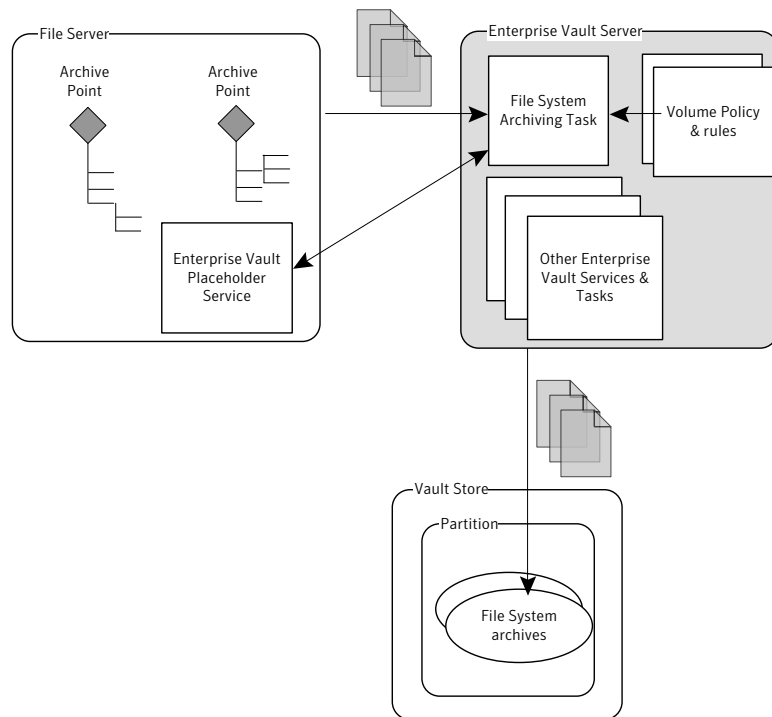 File Server
Archive
Point
Archive
Point
Enterprise Vault
Placeholder
Service
Enterprise Vault Server
File System
Archiving Task
Volume Policy
& rules
Other Enterprise
Vault Services &
Tasks
Vault Store
Partition
File System
archives